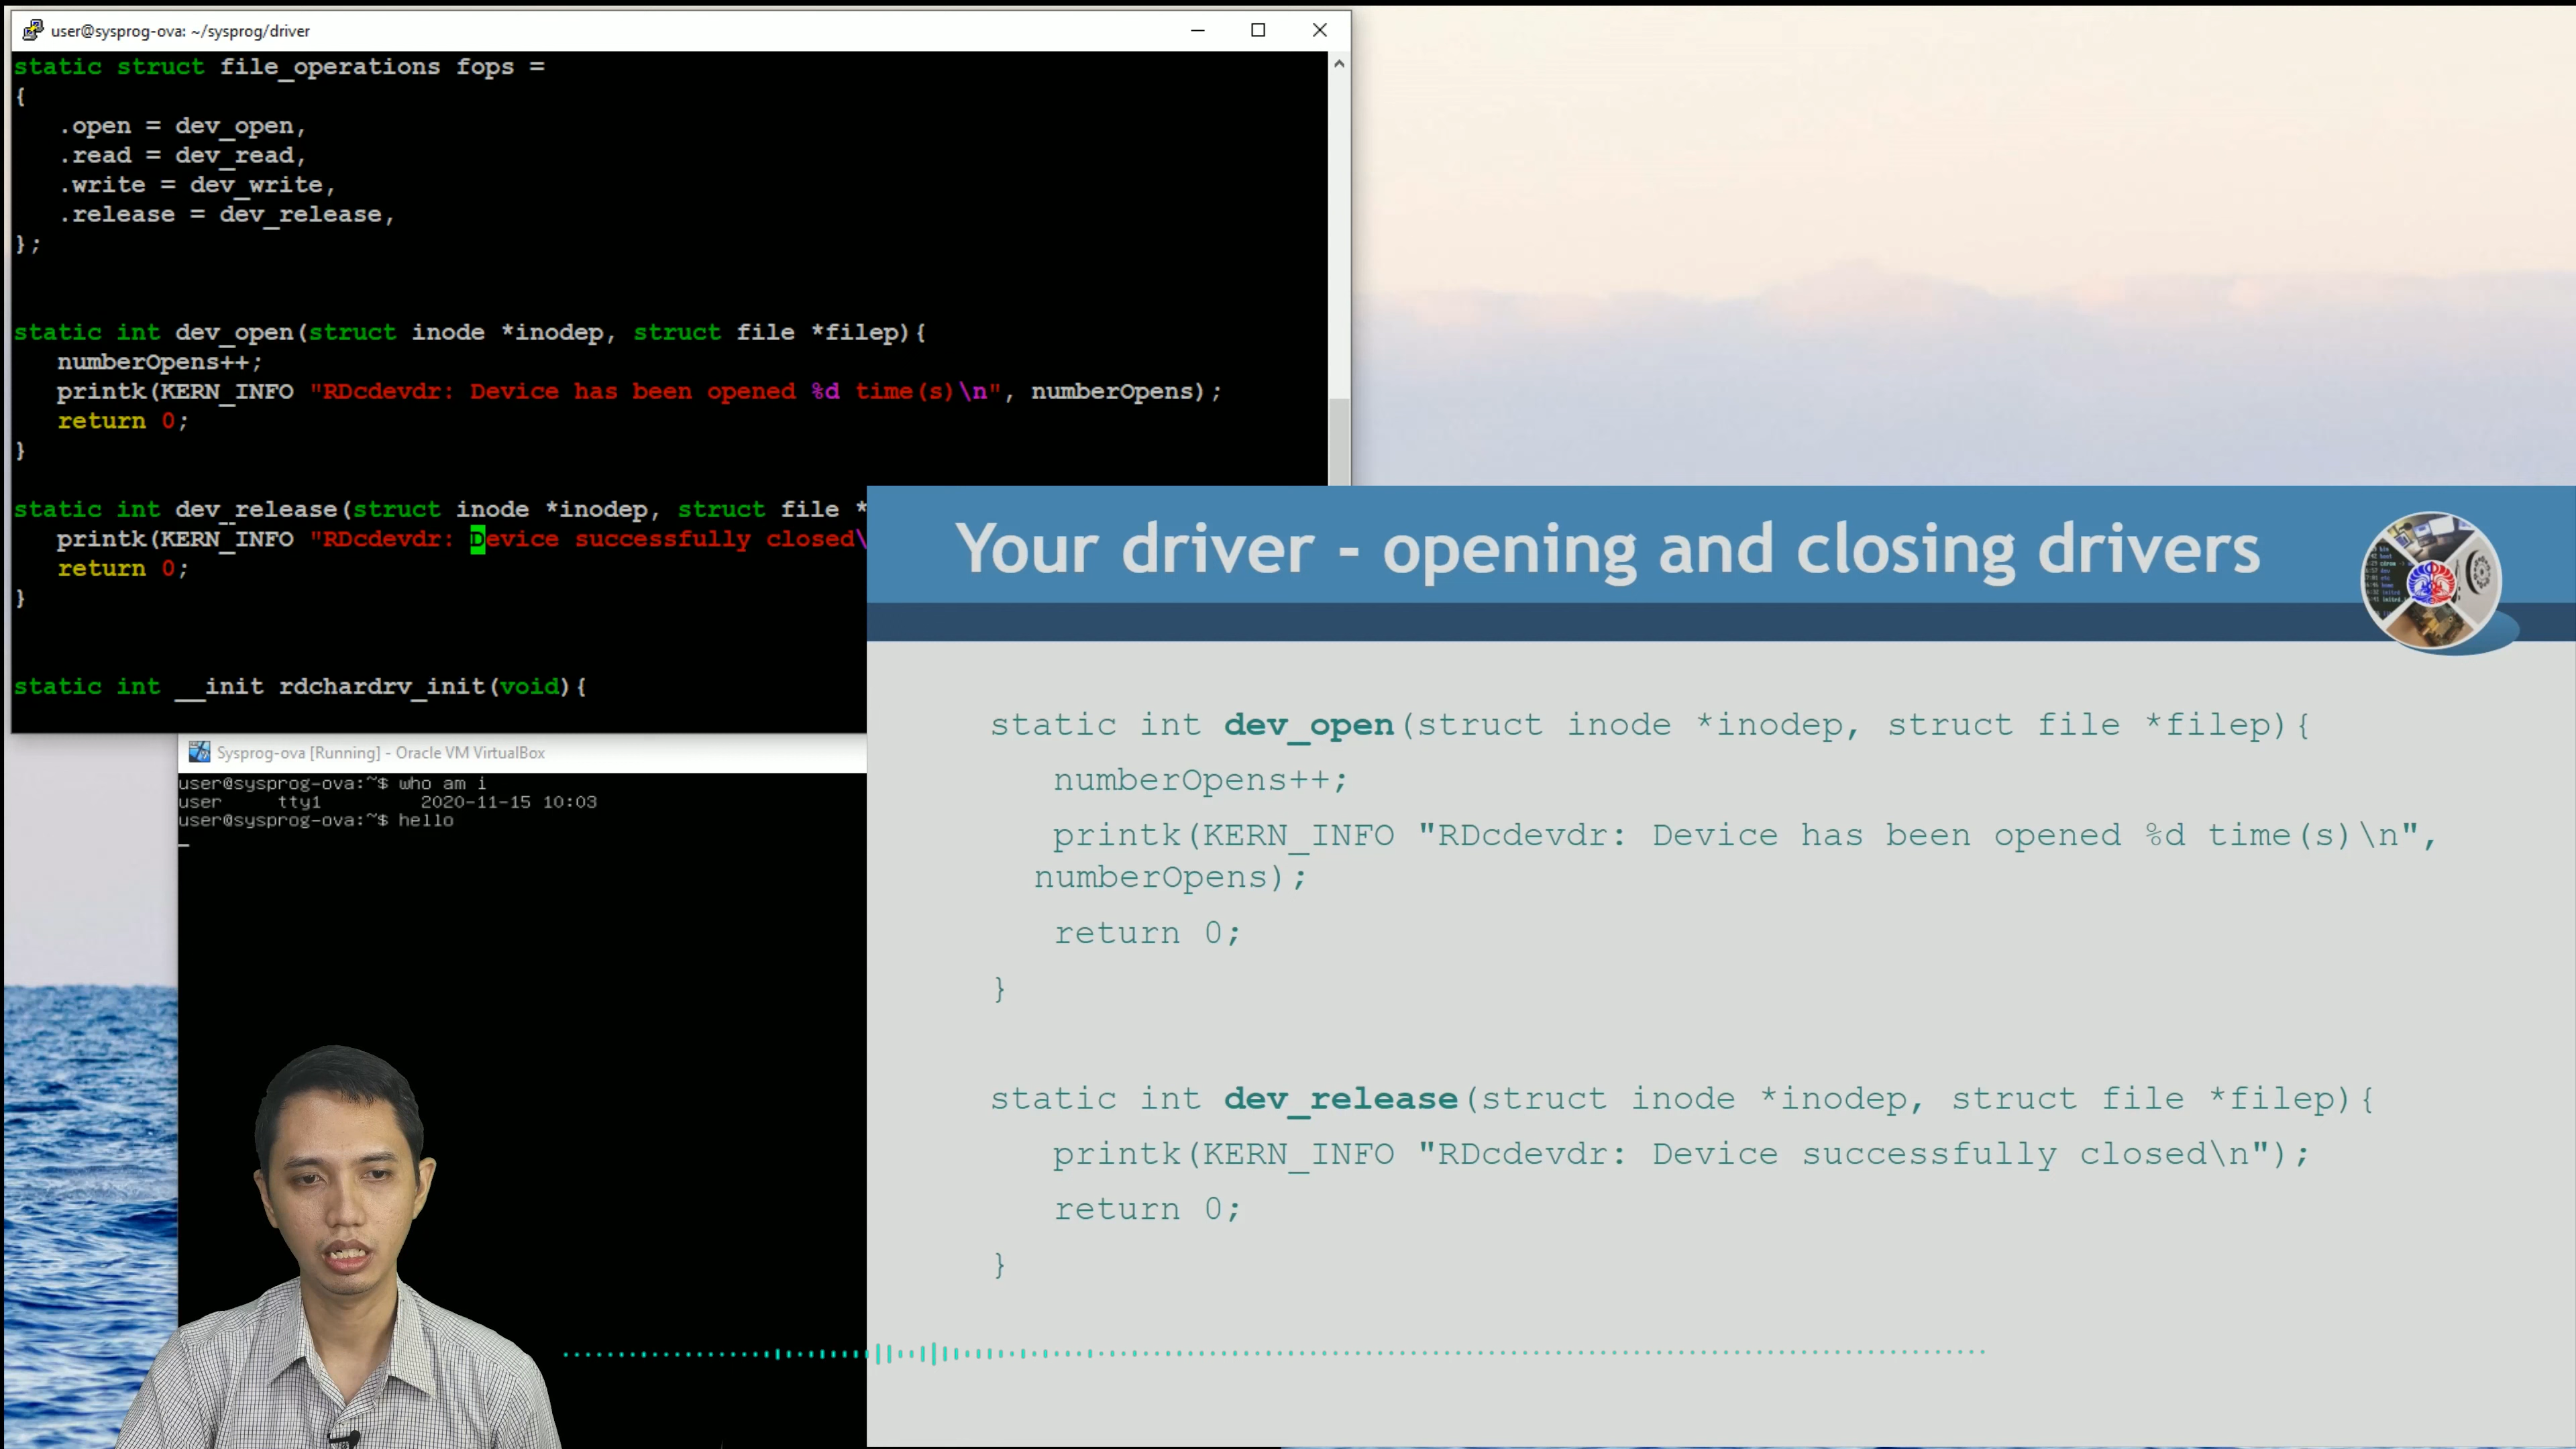 user@sysprog-ova: ~/sysprog/driver
static struct file_operations fops =
{
   .open = dev_open,
   .read = dev_read,
   .write = dev_write,
   .release = dev_release,
};
static int dev_open(struct inode *inodep, struct file *filep){
   numberOpens++;
   printk(KERN_INFO "RDcdevdr: Device has been opened %d time(s)\n", numberOpens);
   return 0;
}
static int dev_release(struct inode *inodep, struct file *
   printk(KERN_INFO "RDcdevdr: Device successfully closed\
   return 0;
}
static int __init rdchardrv_init(void){
Sysprog-ova [Running] - Oracle VM VirtualBox
user@sysprog-ova:~$ who am i
user     tty1         2020-11-15 10:03
user@sysprog-ova:~$ hello
Your driver - opening and closing drivers
static int dev_open(struct inode *inodep, struct file *filep){
   numberOpens++;
   printk(KERN_INFO "RDcdevdr: Device has been opened %d time(s)\n",
numberOpens);
   return 0;
}
static int dev_release(struct inode *inodep, struct file *filep){
   printk(KERN_INFO "RDcdevdr: Device successfully closed\n");
   return 0;
}